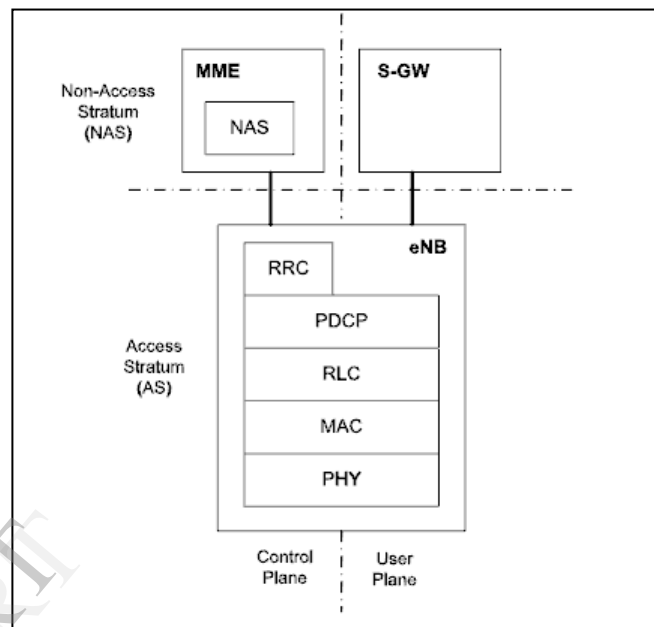 MME
S-GW
Non-Access
Stratum
(NAS)
NAS
eNB
RRC
PDCP
Access
Stratum
(AS)
RLC
MAC
PHY
Control
Plane
User
Plane